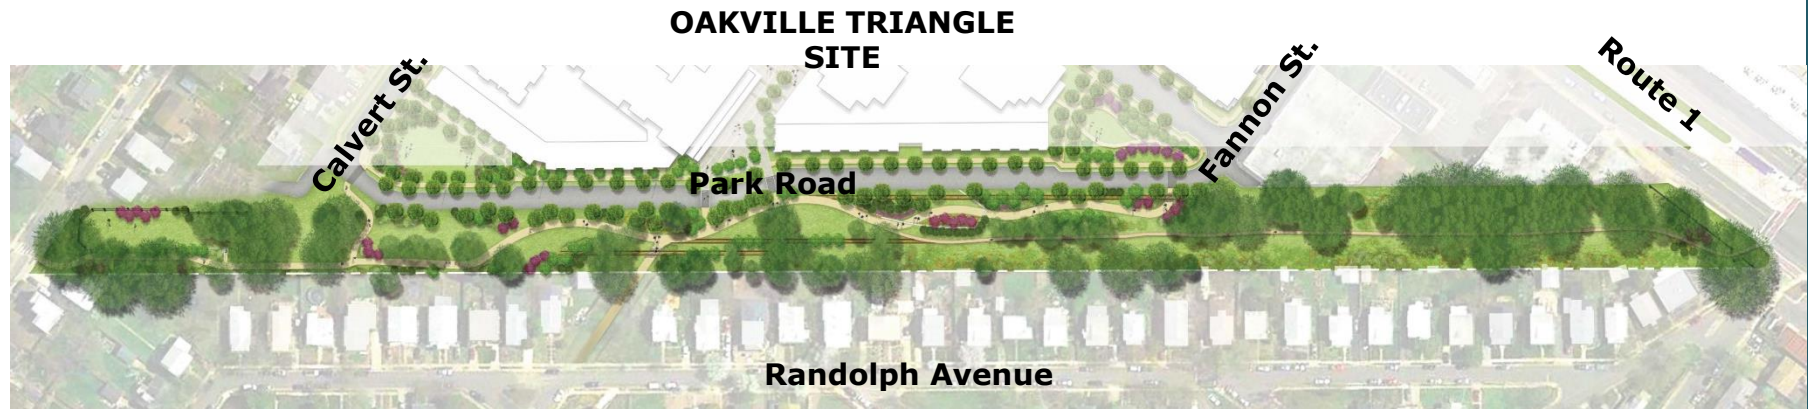 OAKVILLE TRIANGLE
SITE
Calvert St.
Fannon St.
Route 1
Park Road
Randolph Avenue